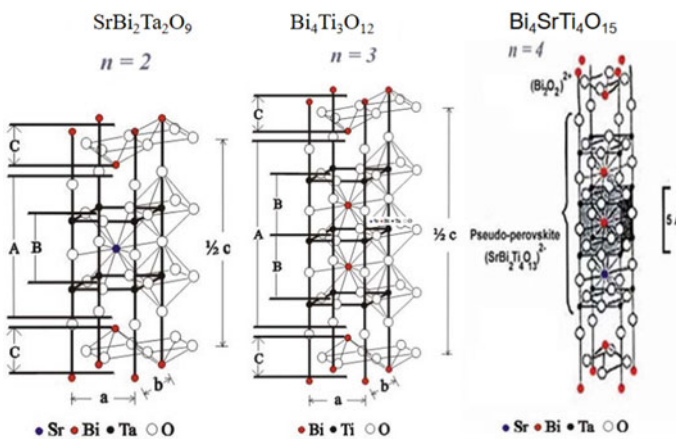 SrBi₂Ta₂O₉
n = 2
C
A
B
C
½ c
a
b
Sr Bi Ta O
Bi₄Ti₃O₁₂
n = 3
C
A
B
B
C
½ c
a
b
Bi Ti O
Bi₄SrTi₄O₁₅
n = 4
(Bi₂O₂)²⁺
Pseudo-perovskite
(SrBi₂Ti₄O₁₃)²⁻
5
Sr Bi Ta O